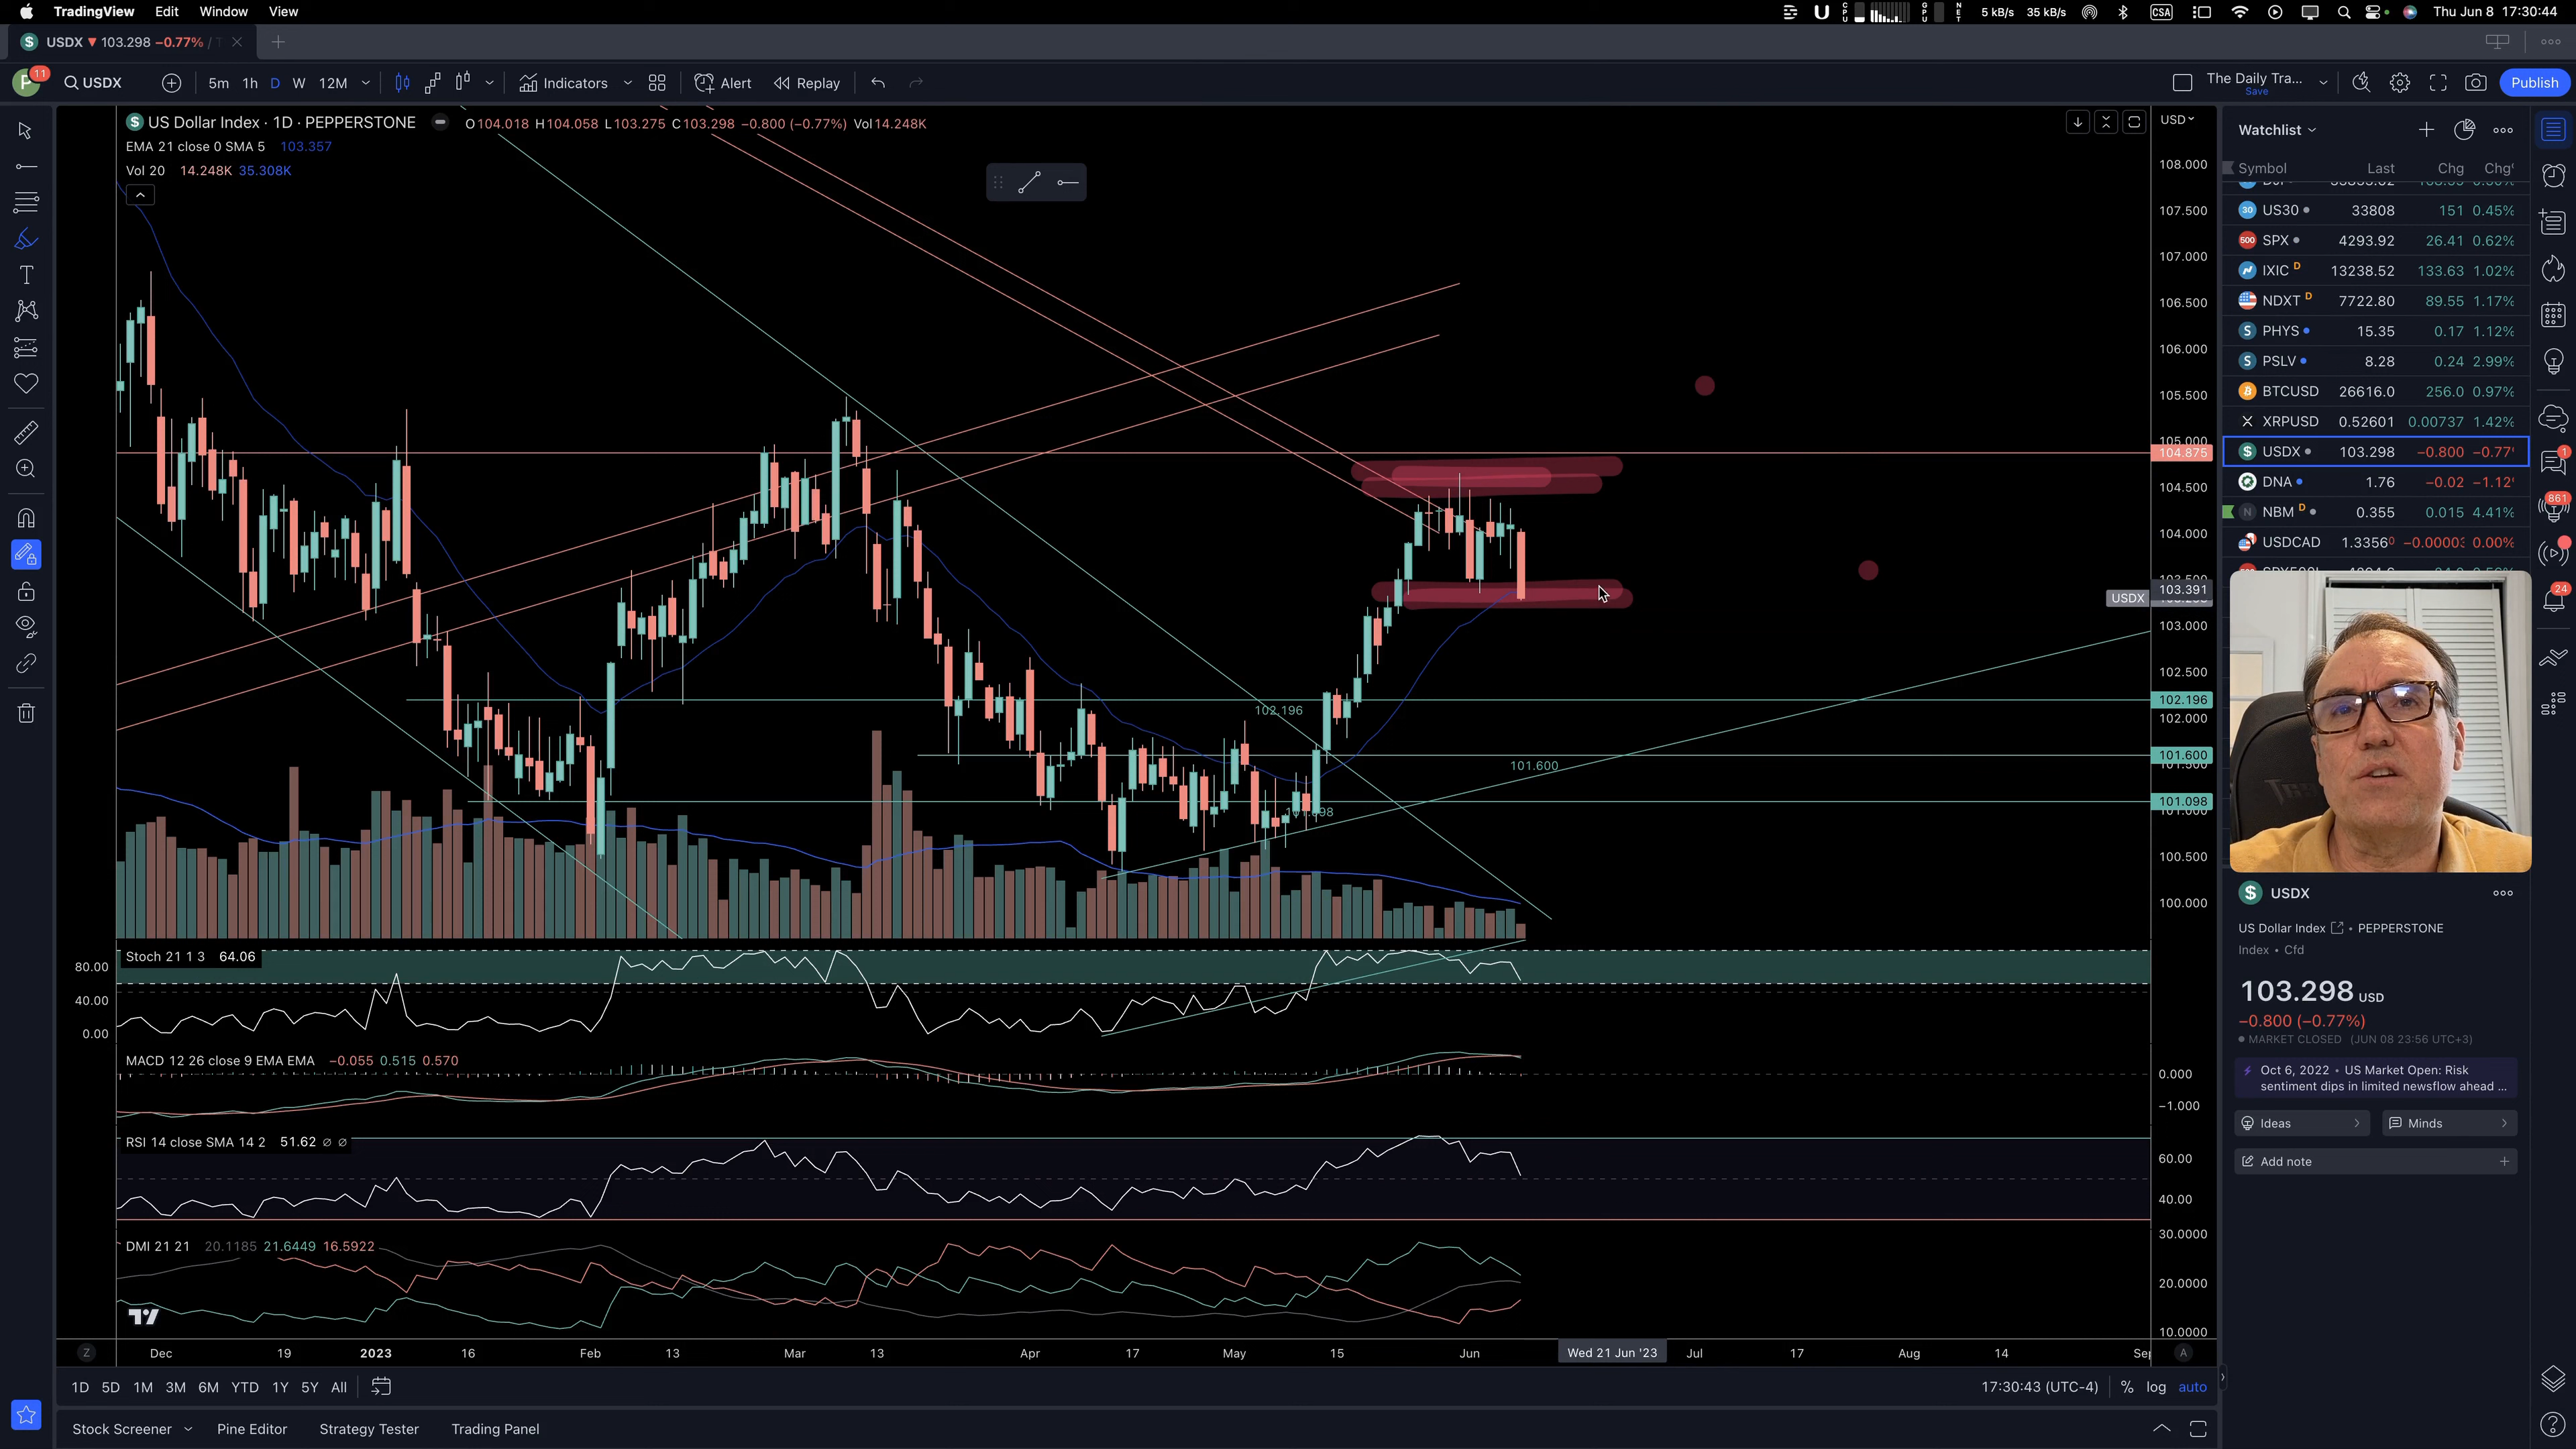 TradingView Edit Window View
CPU GPU NET 5 kB/s 35 kB/s CSA Thu Jun 8 17:30:44
USDX ▼ 103.298 −0.77% /
P 11 USDX 5m 1h D W 12M Indicators Alert Replay The Daily Tra... Save Publish
US Dollar Index · 1D · PEPPERSTONE O104.018 H104.058 L103.275 C103.298 −0.800 (−0.77%) Vol14.248K
EMA 21 close 0 SMA 5 103.357
Vol 20 14.248K 35.308K
USD
108.000
107.500
107.000
106.500
106.000
105.500
105.000
104.875
104.500
104.000
103.391
USDX
103.000
102.500
102.196
102.196
102.000
101.600
101.600
101.098
100.500
100.000
Stoch 21 1 3 64.06
80.00
40.00
0.00
MACD 12 26 close 9 EMA EMA −0.055 0.515 0.570
0.000
−1.000
RSI 14 close SMA 14 2 51.62 ∅ ∅
60.00
40.00
DMI 21 21 20.1185 21.6449 16.5922
30.0000
20.0000
10.0000
Z Dec 19 2023 16 Feb 13 Mar 13 Apr 17 May 15 Jun Wed 21 Jun '23 Jul 17 Aug 14 Sep A
1D 5D 1M 3M 6M YTD 1Y 5Y All 17:30:43 (UTC-4) % log auto
Stock Screener Pine Editor Strategy Tester Trading Panel
Watchlist
Symbol Last Chg Chg
30 US30 33808 151 0.45%
500 SPX 4293.92 26.41 0.62%
IXIC D 13238.52 133.63 1.02%
NDXT D 7722.80 89.55 1.17%
S PHYS 15.35 0.17 1.12%
S PSLV 8.28 0.24 2.99%
BTCUSD 26616.0 256.0 0.97%
XRPUSD 0.52601 0.00737 1.42%
USDX 103.298 −0.800 −0.77
DNA 1.76 −0.02 −1.12
N NBM D 0.355 0.015 4.41%
USDCAD 1.3356 −0.00003 0.00%
1
861
24
USDX
US Dollar Index • PEPPERSTONE
Index • Cfd
103.298 USD
−0.800 (−0.77%)
MARKET CLOSED (JUN 08 23:56 UTC+3)
Oct 6, 2022 • US Market Open: Risk
sentiment dips in limited newsflow ahead ...
Ideas Minds
Add note